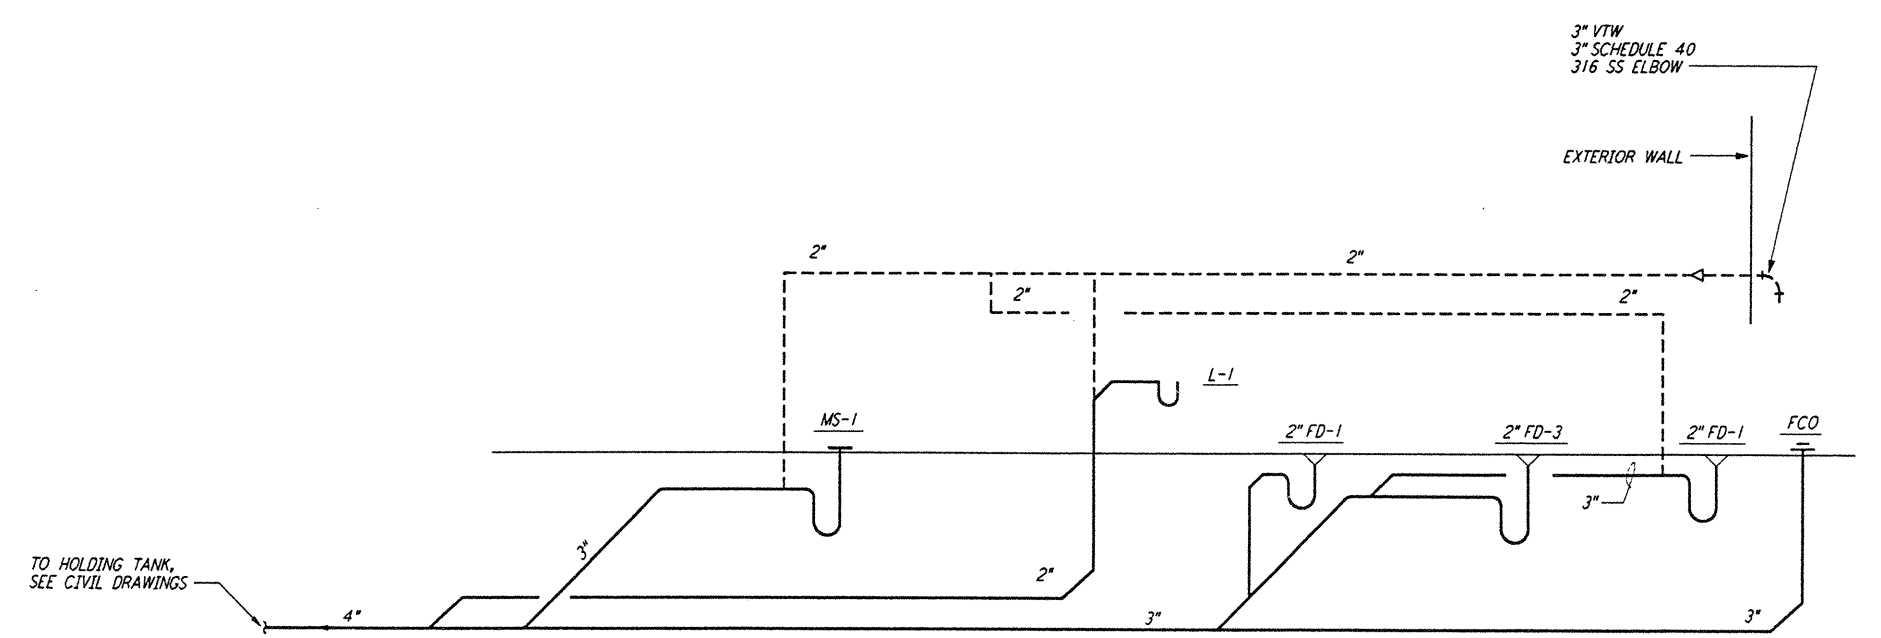 3" VTW
3" SCHEDULE 40
316 SS ELBOW
EXTERIOR WALL
2"
2"
2"
2"
L-1
MS-1
2" FD-1
2" FD-3
2" FD-1
FCO
3"
3"
TO HOLDING TANK,
SEE CIVIL DRAWINGS
2"
4"
3"
3"